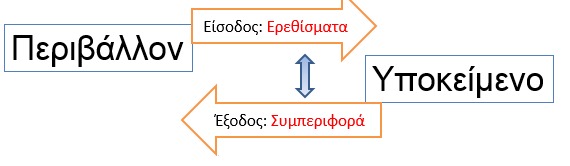 Περιβάλλον
Είσοδος: Ερεθίσματα
Υποκείμενο
Έξοδος: Συμπεριφορά